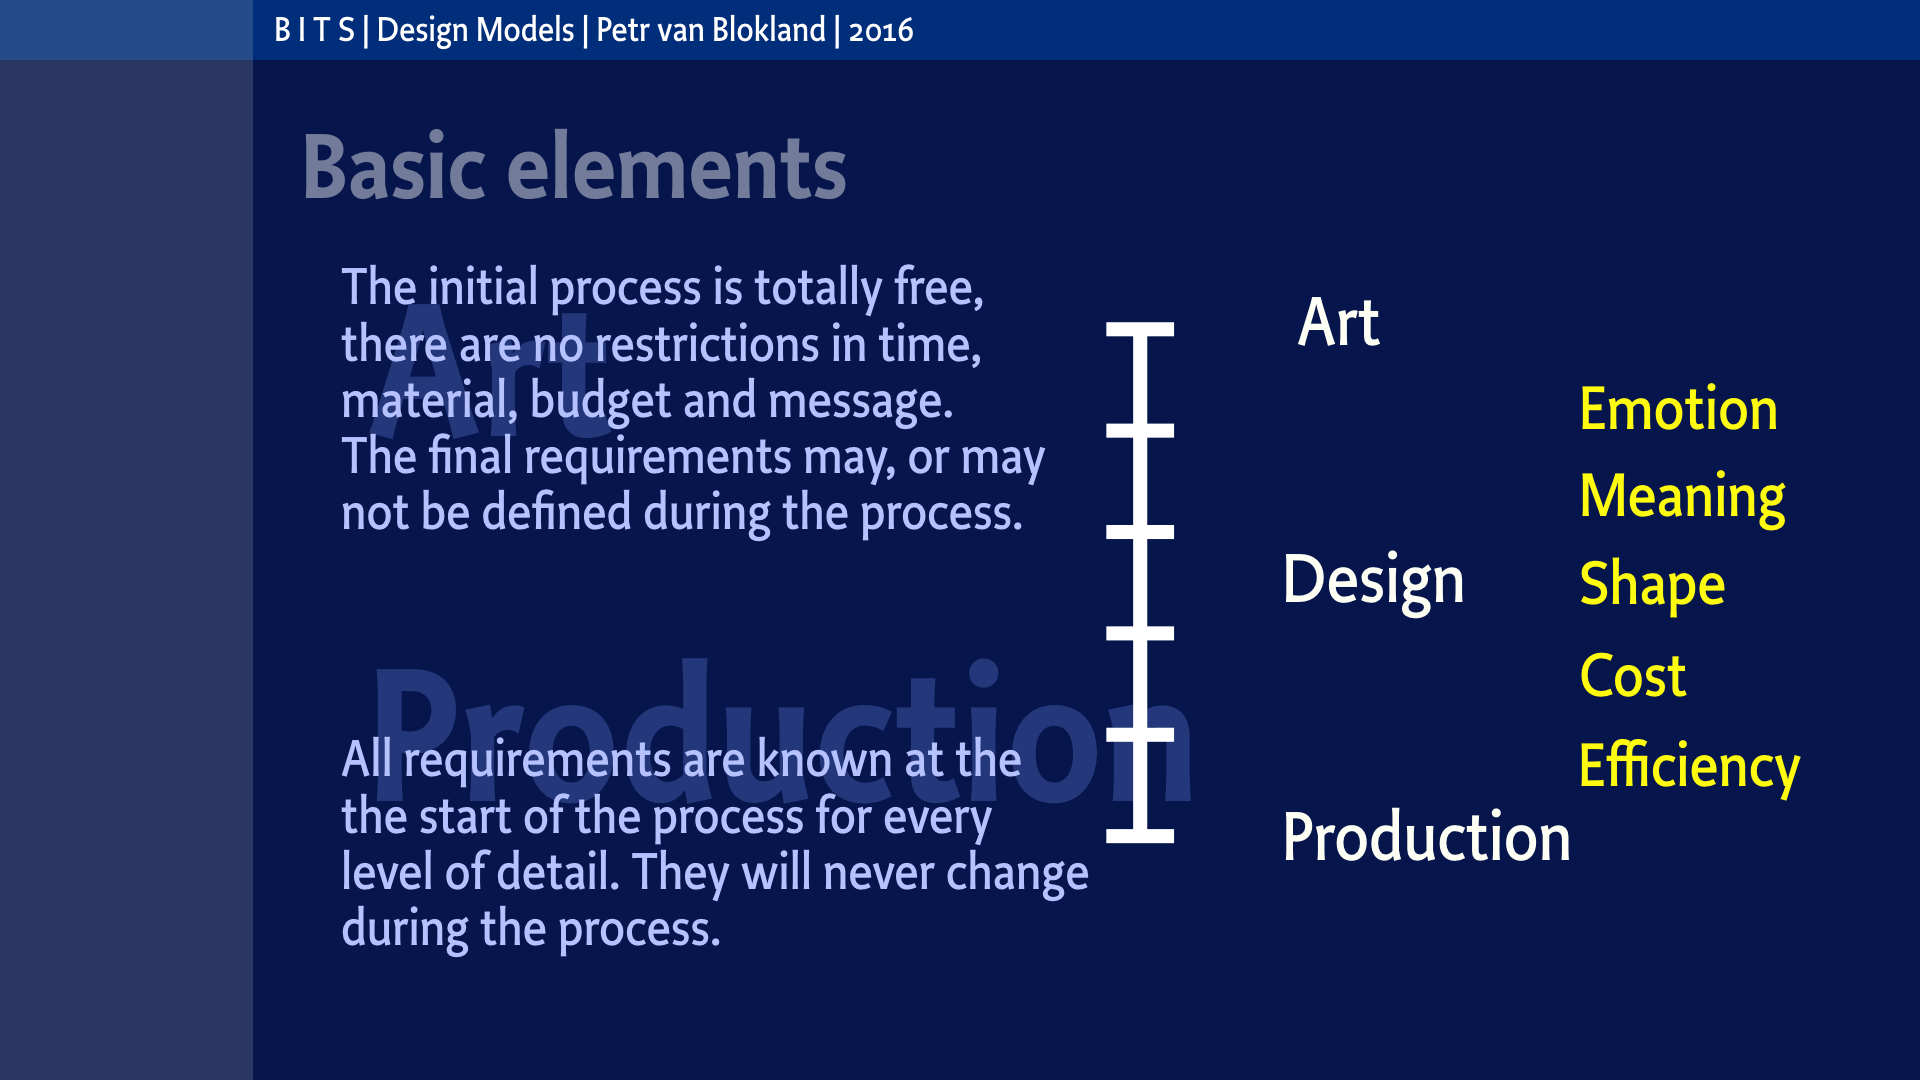 B I T S | Design Models | Petr van Blokland | 2016
Basic elements
Art
The initial process is totally free,
there are no restrictions in time,
material, budget and message.
The final requirements may, or may
not be defined during the process.
Production
All requirements are known at the
the start of the process for every
level of detail. They will never change
during the process.
Art
Emotion
Meaning
Design
Shape
Cost
Efficiency
Production